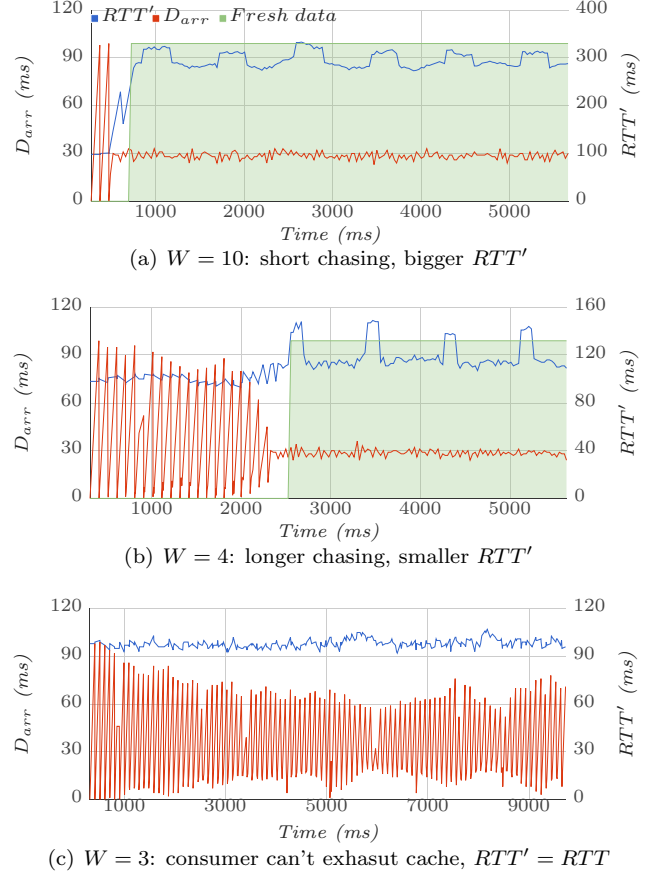 120 400
RTT′ D_arr Fresh data
90 300
60 200
30 100
0 0
D_arr (ms)
RTT′ (ms)
1000 2000 3000 4000 5000
Time (ms)
(a) W = 10: short chasing, bigger RTT′
120 160
90 120
60 80
30 40
0 0
D_arr (ms)
RTT′ (ms)
1000 2000 3000 4000 5000
Time (ms)
(b) W = 4: longer chasing, smaller RTT′
120 120
90 90
60 60
30 30
0 0
D_arr (ms)
RTT′ (ms)
1000 3000 5000 7000 9000
Time (ms)
(c) W = 3: consumer can't exhasut cache, RTT′ = RTT